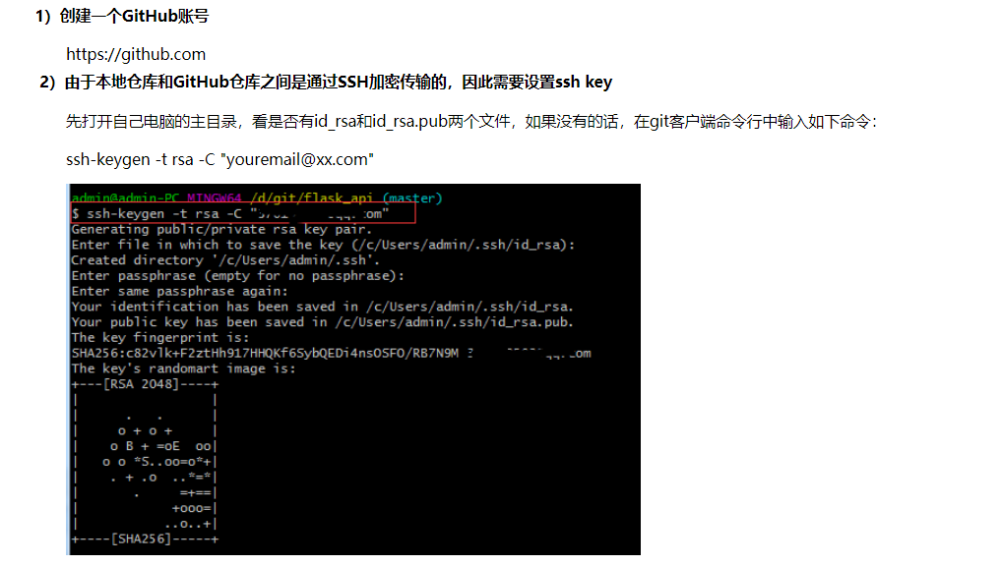 1）创建一个GitHub账号
https://github.com
2）由于本地仓库和GitHub仓库之间是通过SSH加密传输的，因此需要设置ssh key
先打开自己电脑的主目录，看是否有id_rsa和id_rsa.pub两个文件，如果没有的话，在git客户端命令行中输入如下命令：
ssh-keygen -t rsa -C "youremail@xx.com"
admin@admin-PC MINGW64 /d/git/flask_api (master)
$ ssh-keygen -t rsa -C " om"
Generating public/private rsa key pair.
Enter file in which to save the key (/c/Users/admin/.ssh/id_rsa):
Created directory '/c/Users/admin/.ssh'.
Enter passphrase (empty for no passphrase):
Enter same passphrase again:
Your identification has been saved in /c/Users/admin/.ssh/id_rsa.
Your public key has been saved in /c/Users/admin/.ssh/id_rsa.pub.
The key fingerprint is:
SHA256:c82vlk+F2ztHh917HHQKf6SybQEDi4nsOSFO/RB7N9M om
The key's randomart image is:
+---[RSA 2048]----+
|                 |
|      .   .      |
|     o + o +     |
|    o B + =oE  oo|
|   o o *S..oo=o*+|
|    . + .o  ..*=*|
|       .     =+==|
|            +ooo=|
|           ..o..+|
+----[SHA256]-----+